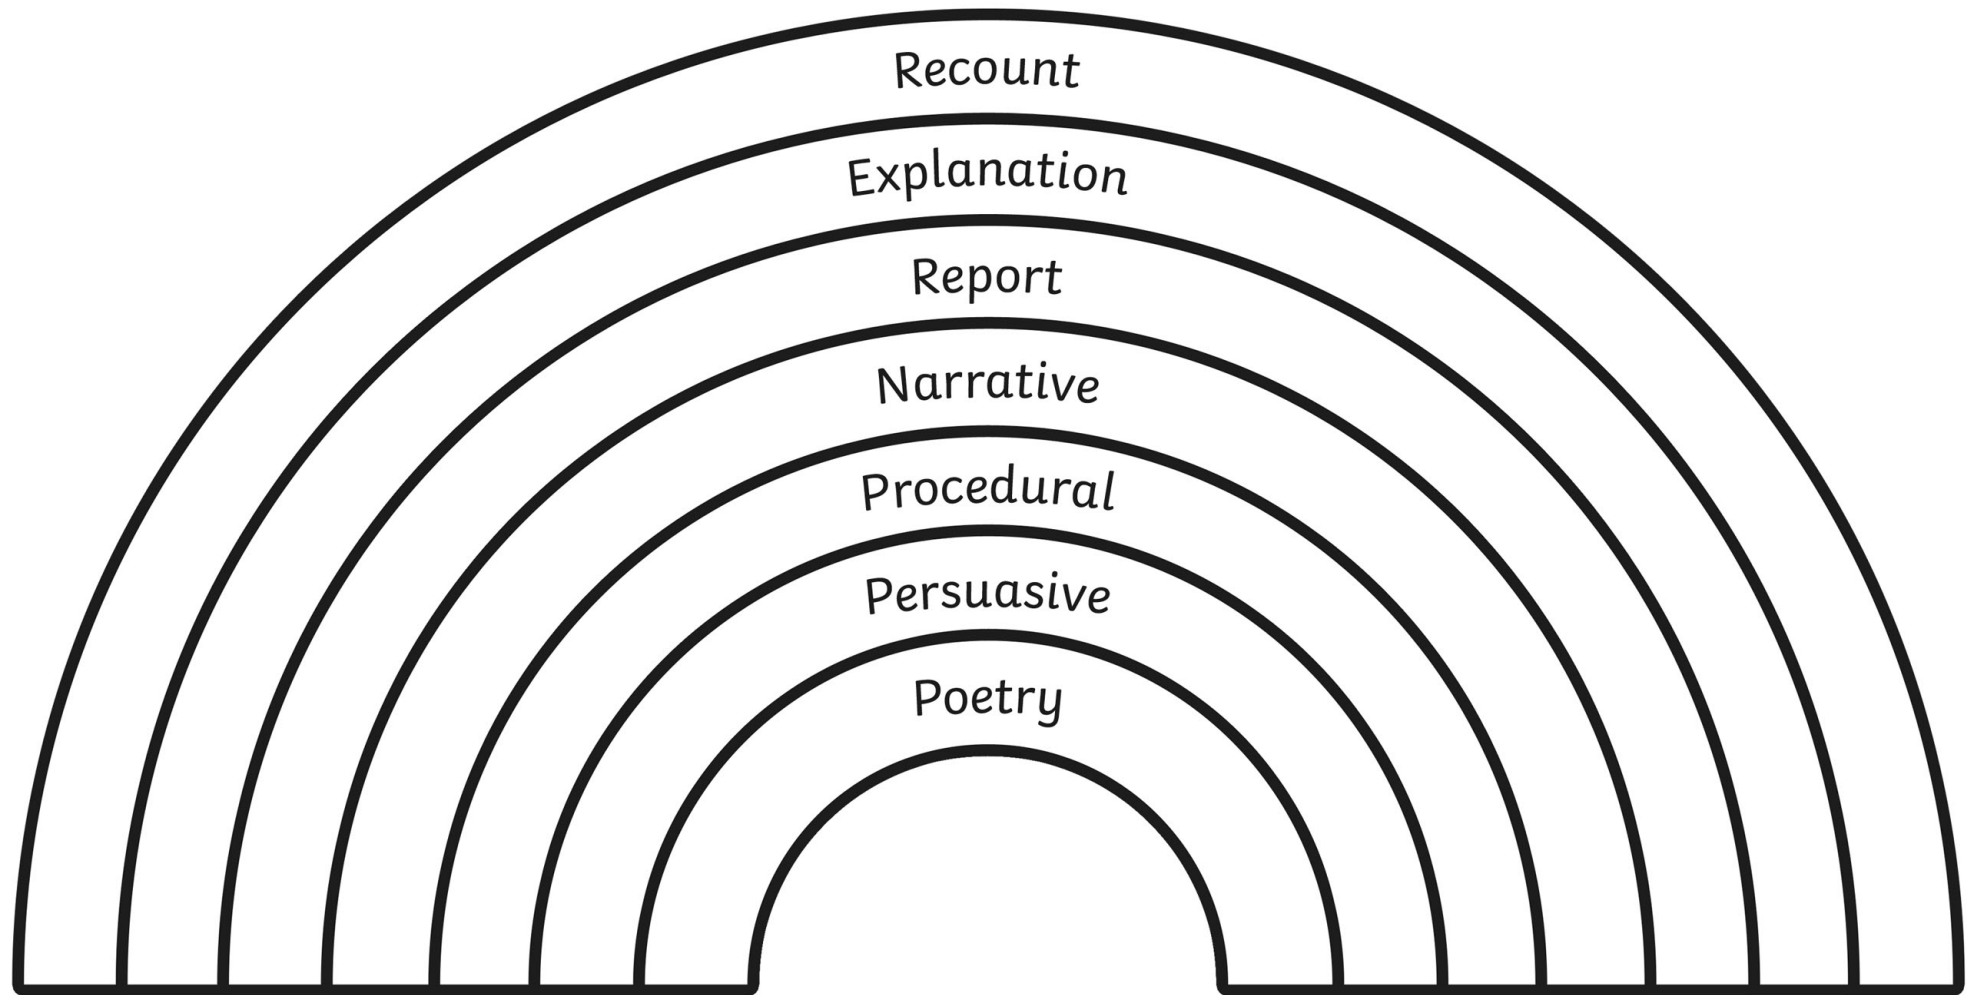 Recount
Explanation
Report
Narrative
Procedural
Persuasive
Poetry